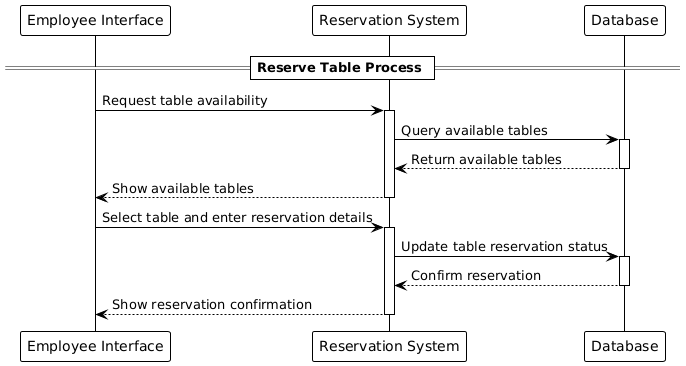 Employee Interface
Reservation System
Database
Reserve Table Process
Request table availability
Query available tables
Return available tables
Show available tables
Select table and enter reservation details
Update table reservation status
Confirm reservation
Show reservation confirmation
Employee Interface
Reservation System
Database